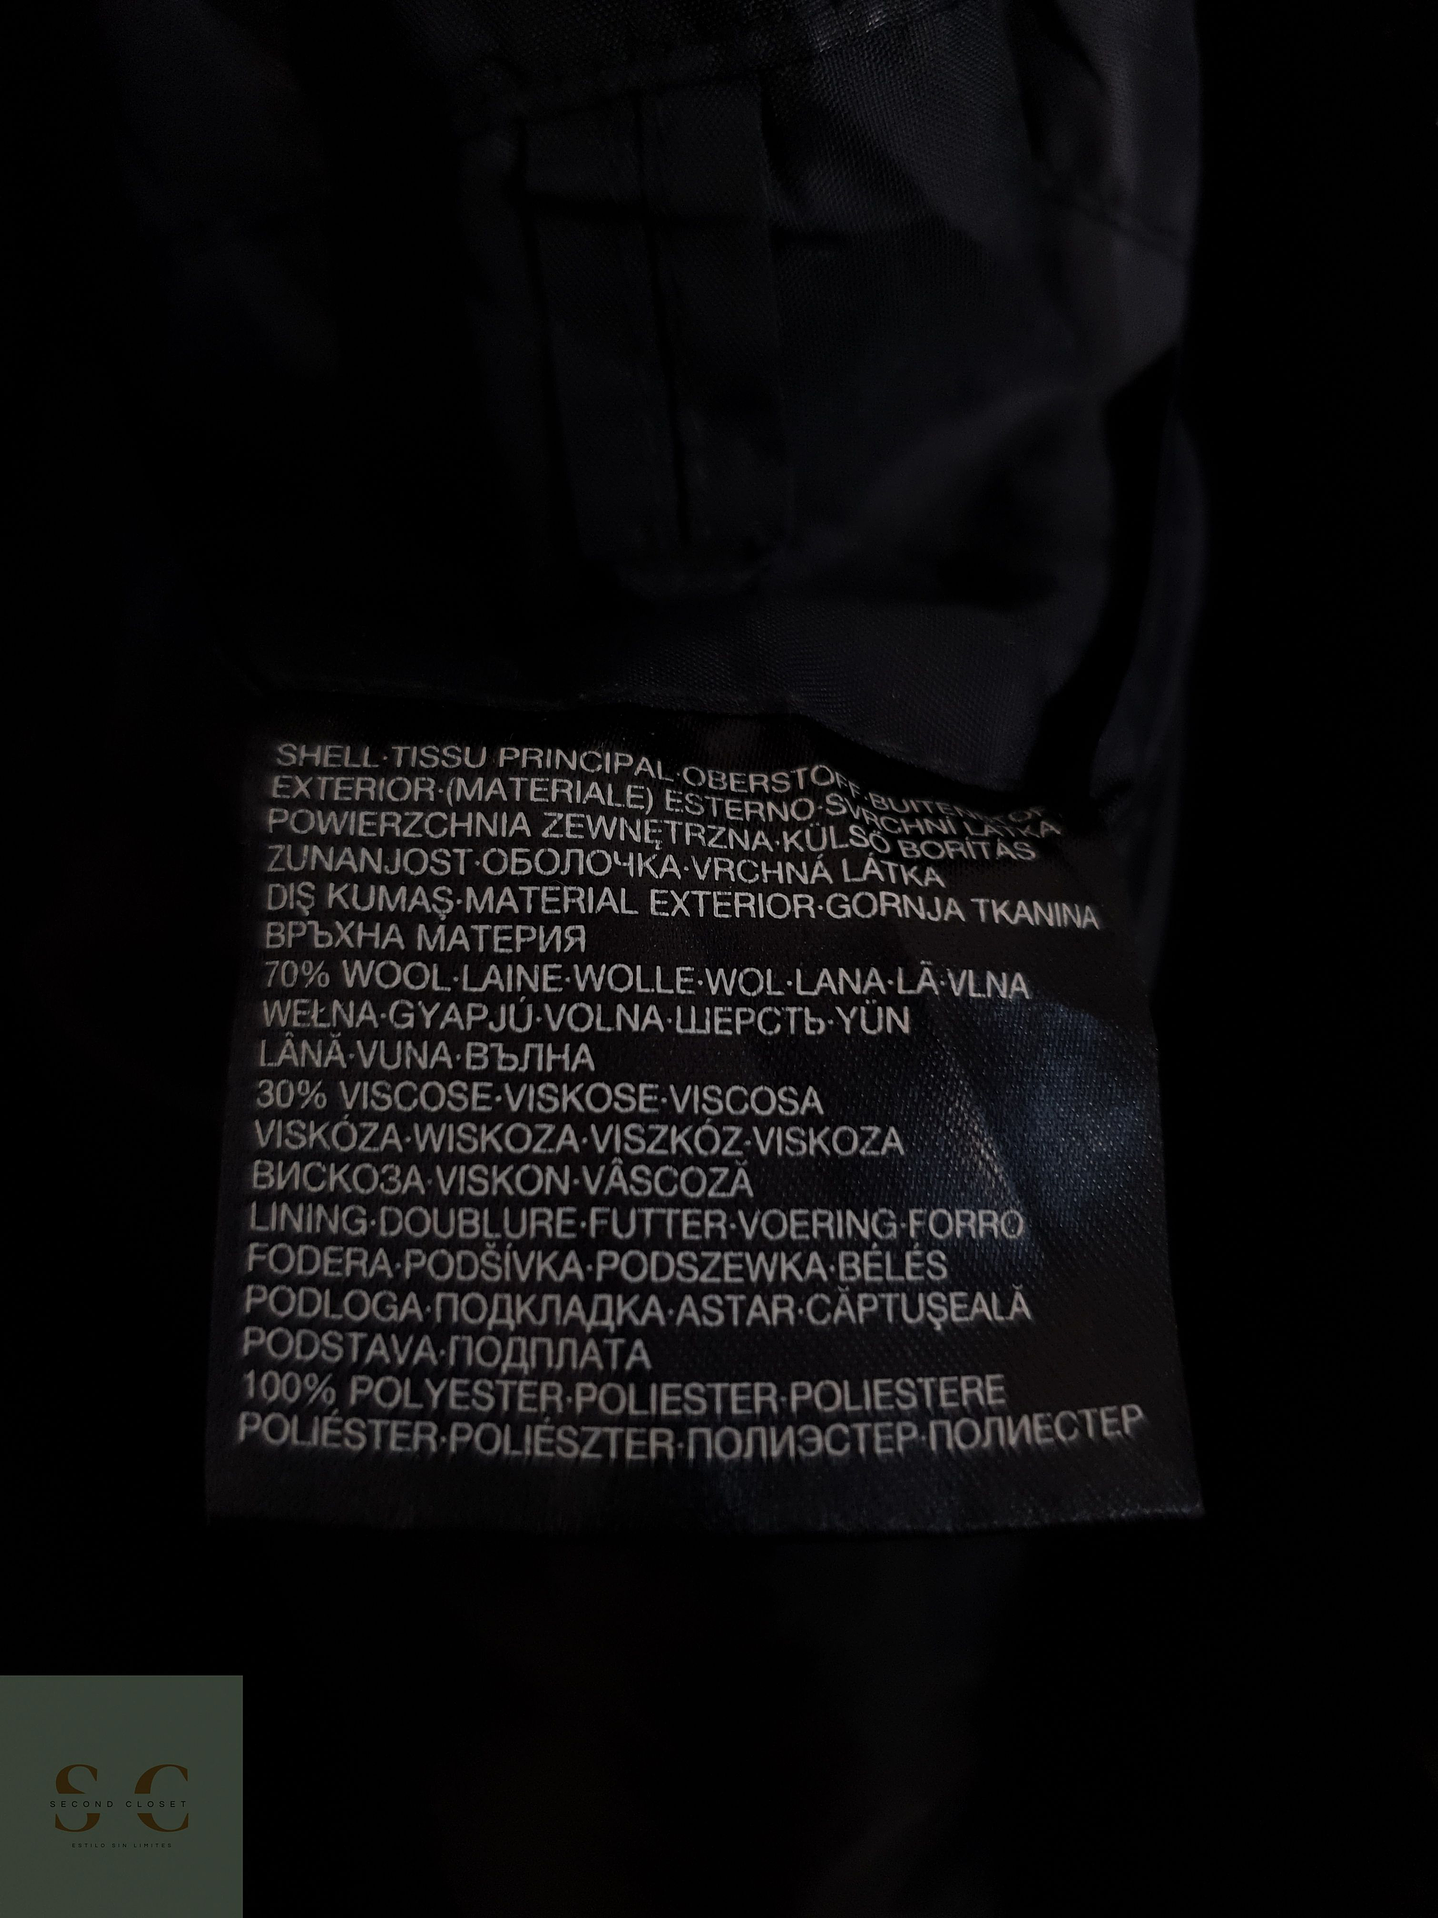 SHELL·TISSU PRINCIPAL·OBERSTOFF·BUITENKOT
EXTERIOR·(MATERIALE) ESTERNO·SVRCHNÍ LÁTKA
POWIERZCHNIA ZEWNĘTRZNA·KÜLSŐ BORÍTÁS
ZUNANJOST·ОБОЛОЧКА·VRCHNÁ LÁTKA
DIŞ KUMAŞ·MATERIAL EXTERIOR·GORNJA TKANINA
ВРЪХНА МАТЕРИЯ
70% WOOL·LAINE·WOLLE·WOL·LANA·LÃ·VLNA
WEŁNA·GYAPJÚ·VOLNA·ШЕРСТЬ·YÜN
LÂNĂ·VUNA·ВЪЛНА
30% VISCOSE·VISKOSE·VISCOSA
VISKÓZA·WISKOZA·VISZKÓZ·VISKOZA
ВИСКОЗА·VISKON·VÂSCOZĂ
LINING·DOUBLURE·FUTTER·VOERING·FORRO
FODERA·PODŠÍVKA·PODSZEWKA·BÉLÉS
PODLOGA·ПОДКЛАДКА·ASTAR·CĂPTUŞEALĂ
PODSTAVA·ПОДПЛАТА
100% POLYESTER·POLIESTER·POLIESTERE
POLIÉSTER·POLIÉSZTER·ПОЛИЭСТЕР·ПОЛИЕСТЕР
S C
SECOND CLOSET
ESTILO SIN LIMITES